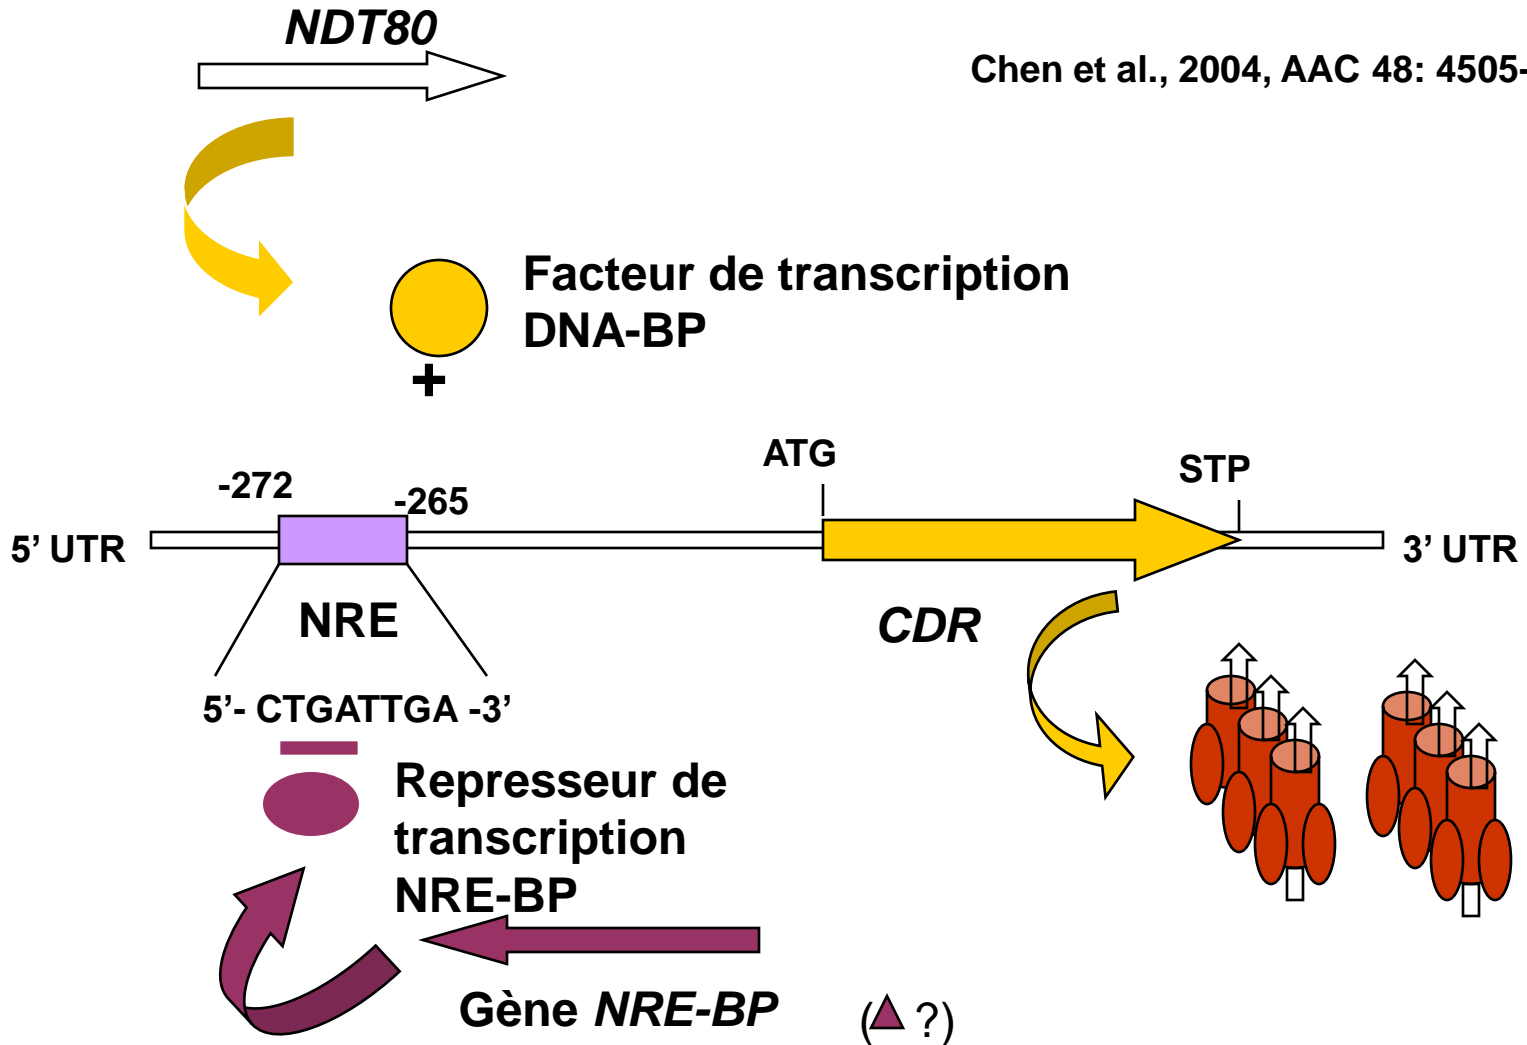 NDT80
Chen et al., 2004, AAC 48: 4505-
Facteur de transcription
DNA-BP
+
ATG
STP
-272
-265
5’ UTR
3’ UTR
NRE
CDR
5’- CTGATTGA -3’
Represseur de
transcription
NRE-BP
Gène NRE-BP
( ?)